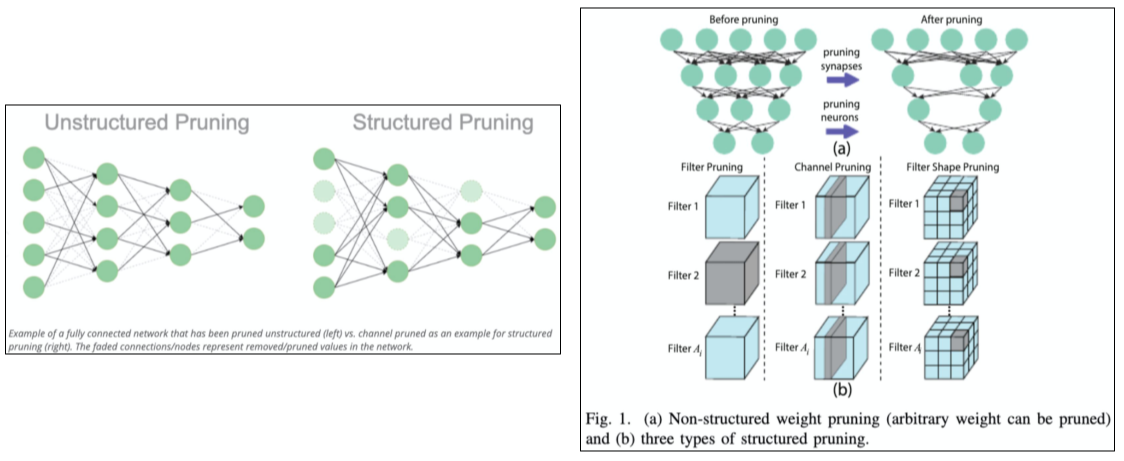 Unstructured Pruning
Structured Pruning
Example of a fully connected network that has been pruned unstructured (left) vs. channel pruned as an example for structured
pruning (right). The faded connections/nodes represent removed/pruned values in the network.
Before pruning
After pruning
pruning
synapses
pruning
neurons
(a)
Filter Pruning
Channel Pruning
Filter Shape Pruning
Filter 1
Filter 1
Filter 1
Filter 2
Filter 2
Filter 2
Filter
Filter
Filter
(b)
Fig. 1. (a) Non-structured weight pruning (arbitrary weight can be pruned)
and (b) three types of structured pruning.